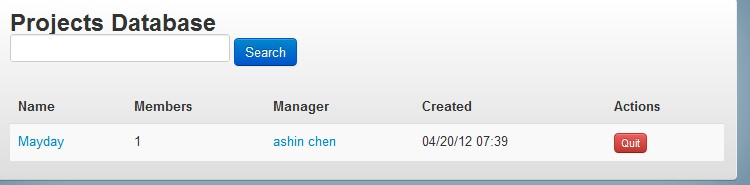 Projects Database
Search
Name Members Manager Created Actions
Mayday 1 ashin chen 04/20/12 07:39 Quit